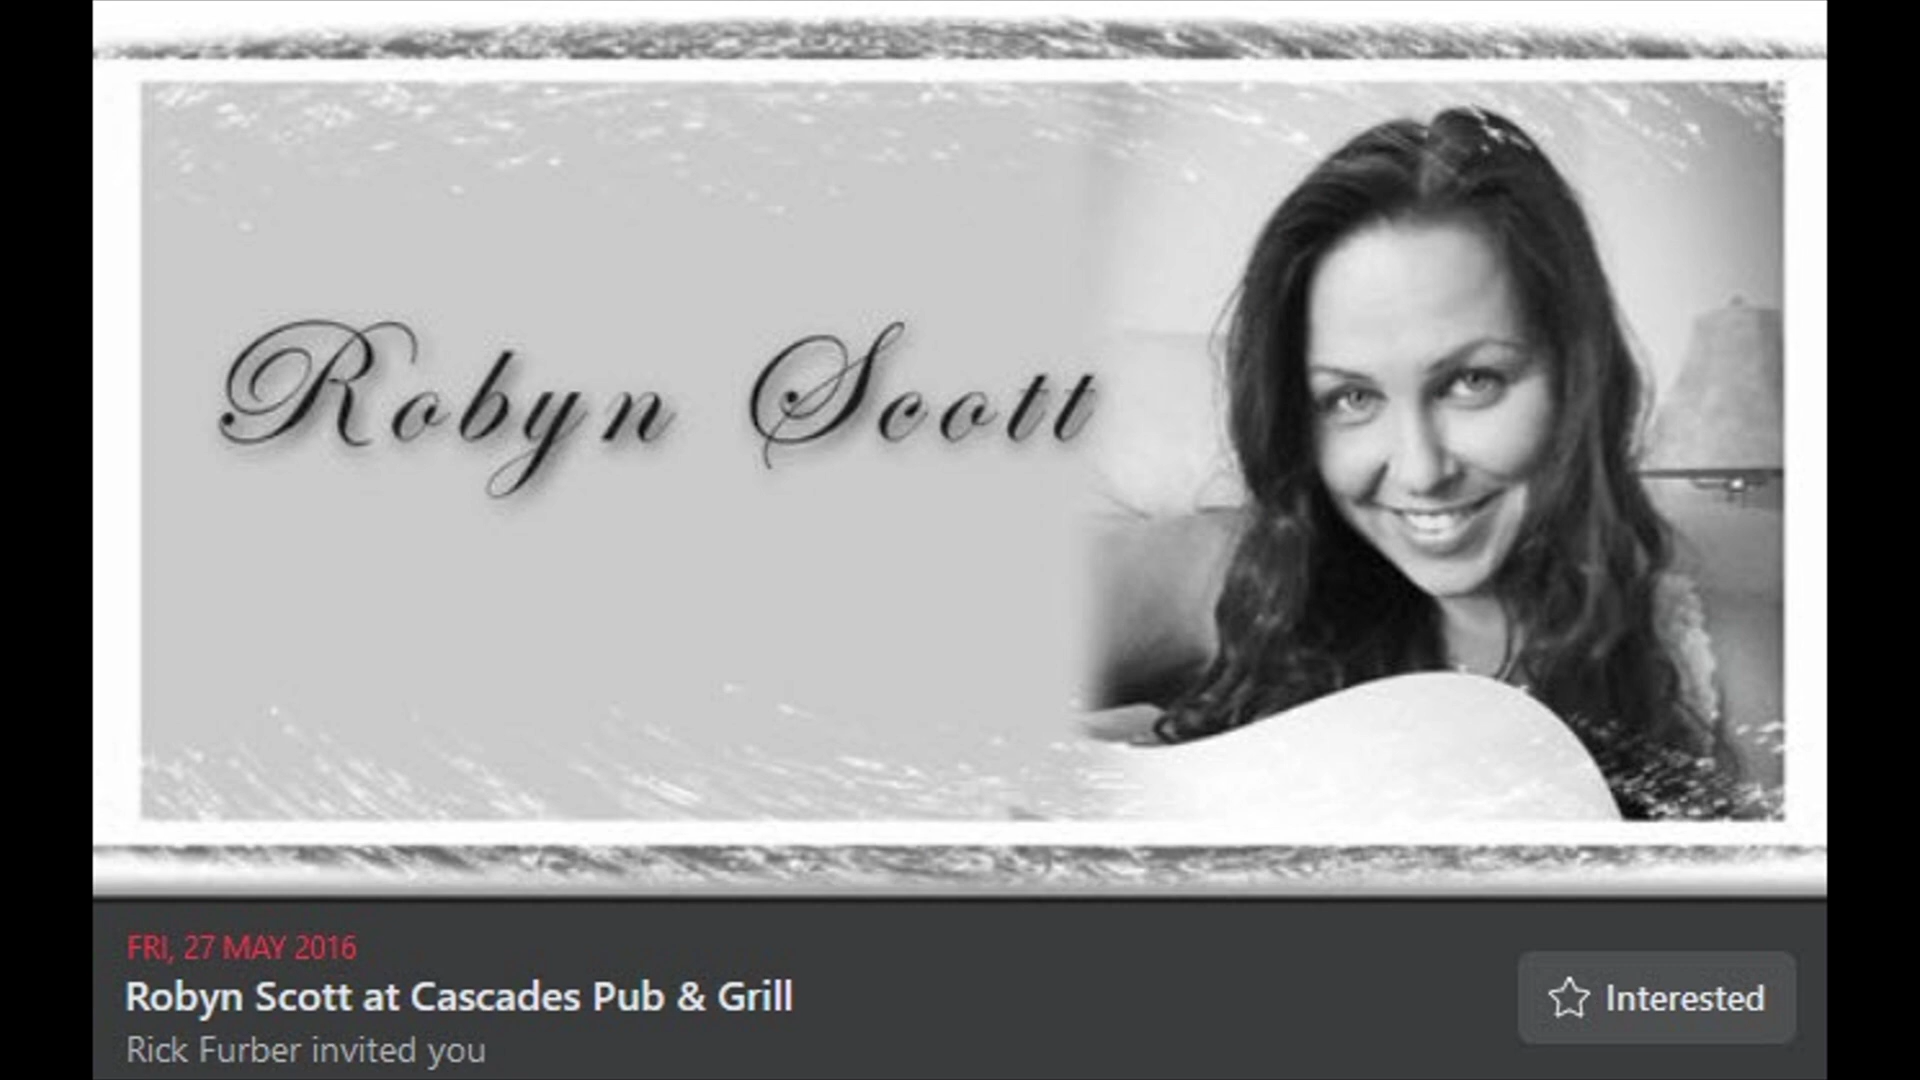 Robyn Scott
FRI, 27 MAY 2016
Robyn Scott at Cascades Pub & Grill
Rick Furber invited you
Interested